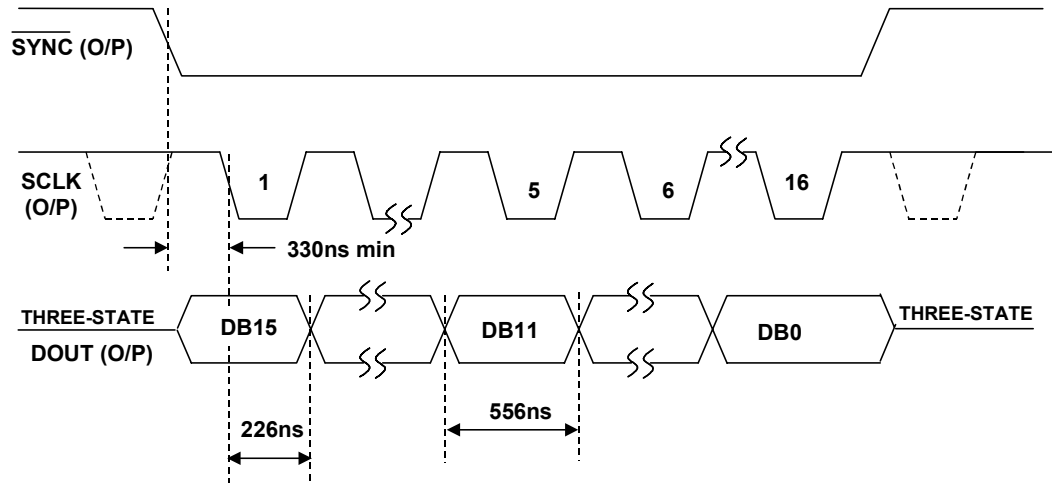 SYNC (O/P)
SCLK
(O/P)
1
5
6
16
330ns min
THREE-STATE
DOUT (O/P)
DB15
DB11
DB0
THREE-STATE
226ns
556ns